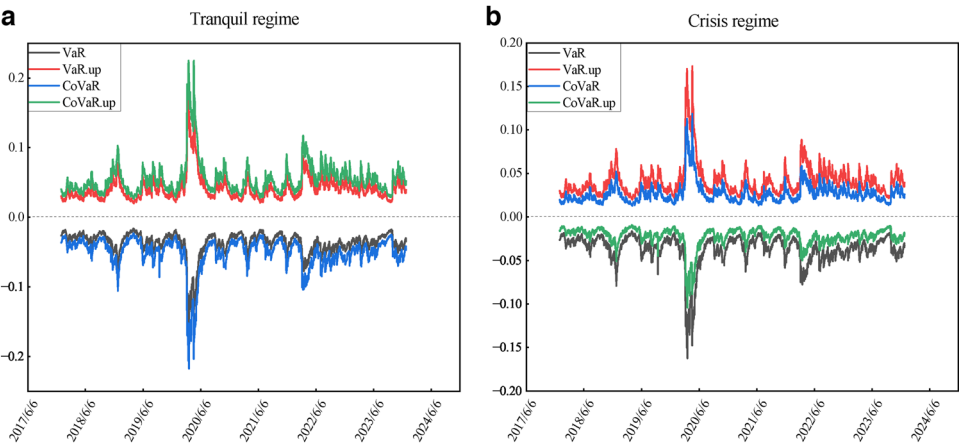 a
Tranquil regime
VaR
VaR.up
CoVaR
CoVaR.up
0.2
0.1
0.0
−0.1
−0.2
2017/6/6
2018/6/6
2019/6/6
2020/6/6
2021/6/6
2022/6/6
2023/6/6
2024/6/6
b
Crisis regime
VaR
VaR.up
CoVaR
CoVaR.up
0.20
0.15
0.10
0.05
0.00
−0.05
−0.10
−0.15
−0.20
2017/6/6
2018/6/6
2019/6/6
2020/6/6
2021/6/6
2022/6/6
2023/6/6
2024/6/6